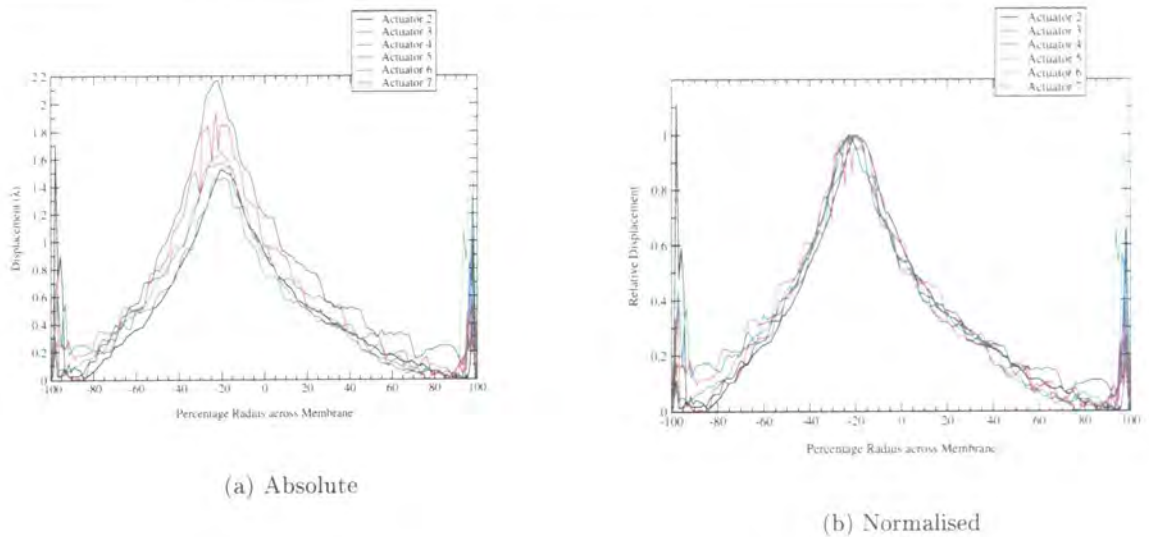 Actuator 2
Actuator 3
Actuator 4
Actuator 5
Actuator 6
Actuator 7
2.2
2
1.8
1.6
1.4
1.2
1
0.8
0.6
0.4
0.2
0
Displacement (λ)
-100 -80 -60 -40 -20 0 20 40 60 80 100
Percentage Radius across Membrane
(a) Absolute
Actuator 2
Actuator 3
Actuator 4
Actuator 5
Actuator 6
Actuator 7
1
0.8
0.6
0.4
0.2
0
Relative Displacement
-100 -80 -60 -40 -20 0 20 40 60 80 100
Percentage Radius across Membrane
(b) Normalised